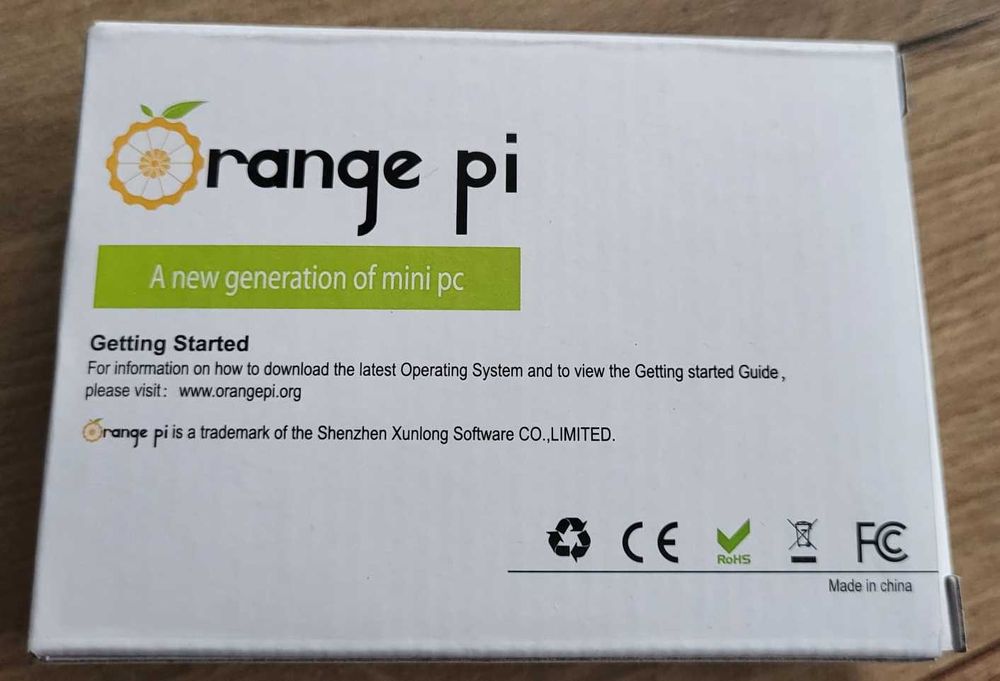 Orange pi
A new generation of mini pc
Getting Started
For information on how to download the latest Operating System and to view the Getting started Guide,
please visit: www.orangepi.org
Orange pi is a trademark of the Shenzhen Xunlong Software CO.,LIMITED.
CE RoHS FC
Made in china